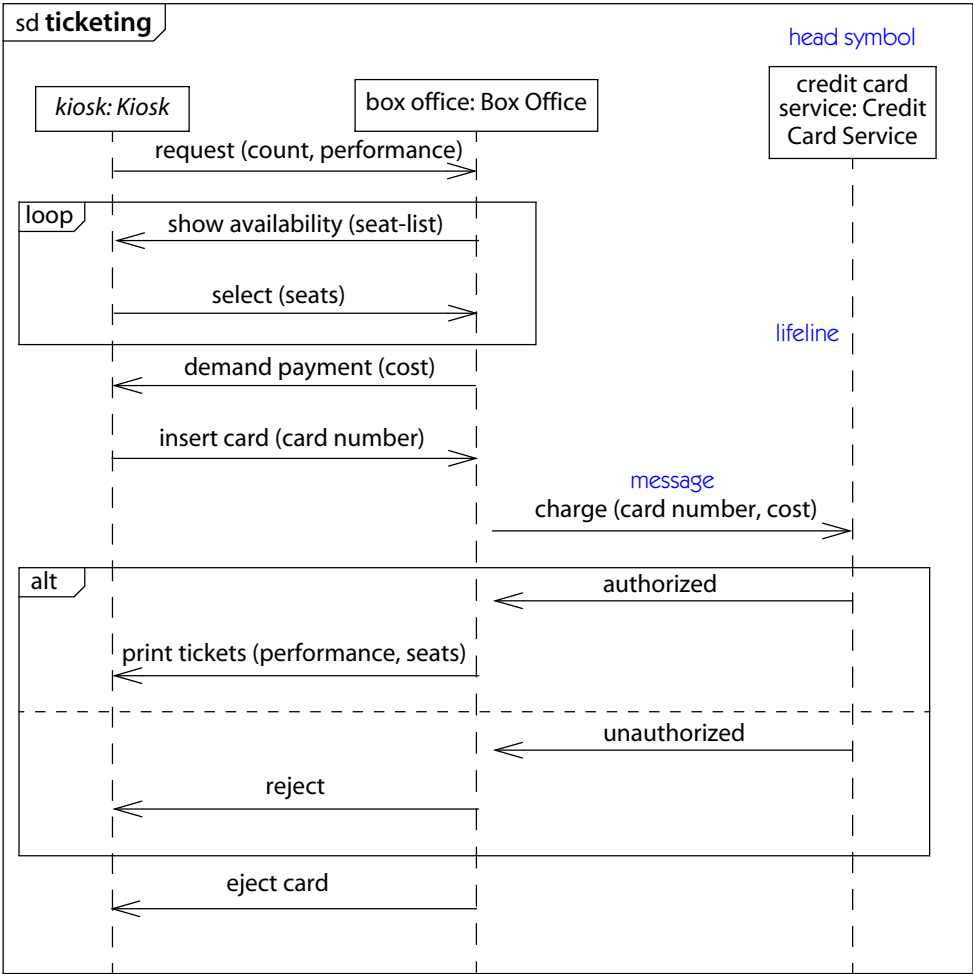 sd ticketing
head symbol
kiosk: Kiosk
box office: Box Office
credit card
service: Credit
Card Service
request (count, performance)
loop
show availability (seat-list)
select (seats)
lifeline
demand payment (cost)
insert card (card number)
message
charge (card number, cost)
alt
authorized
print tickets (performance, seats)
unauthorized
reject
eject card